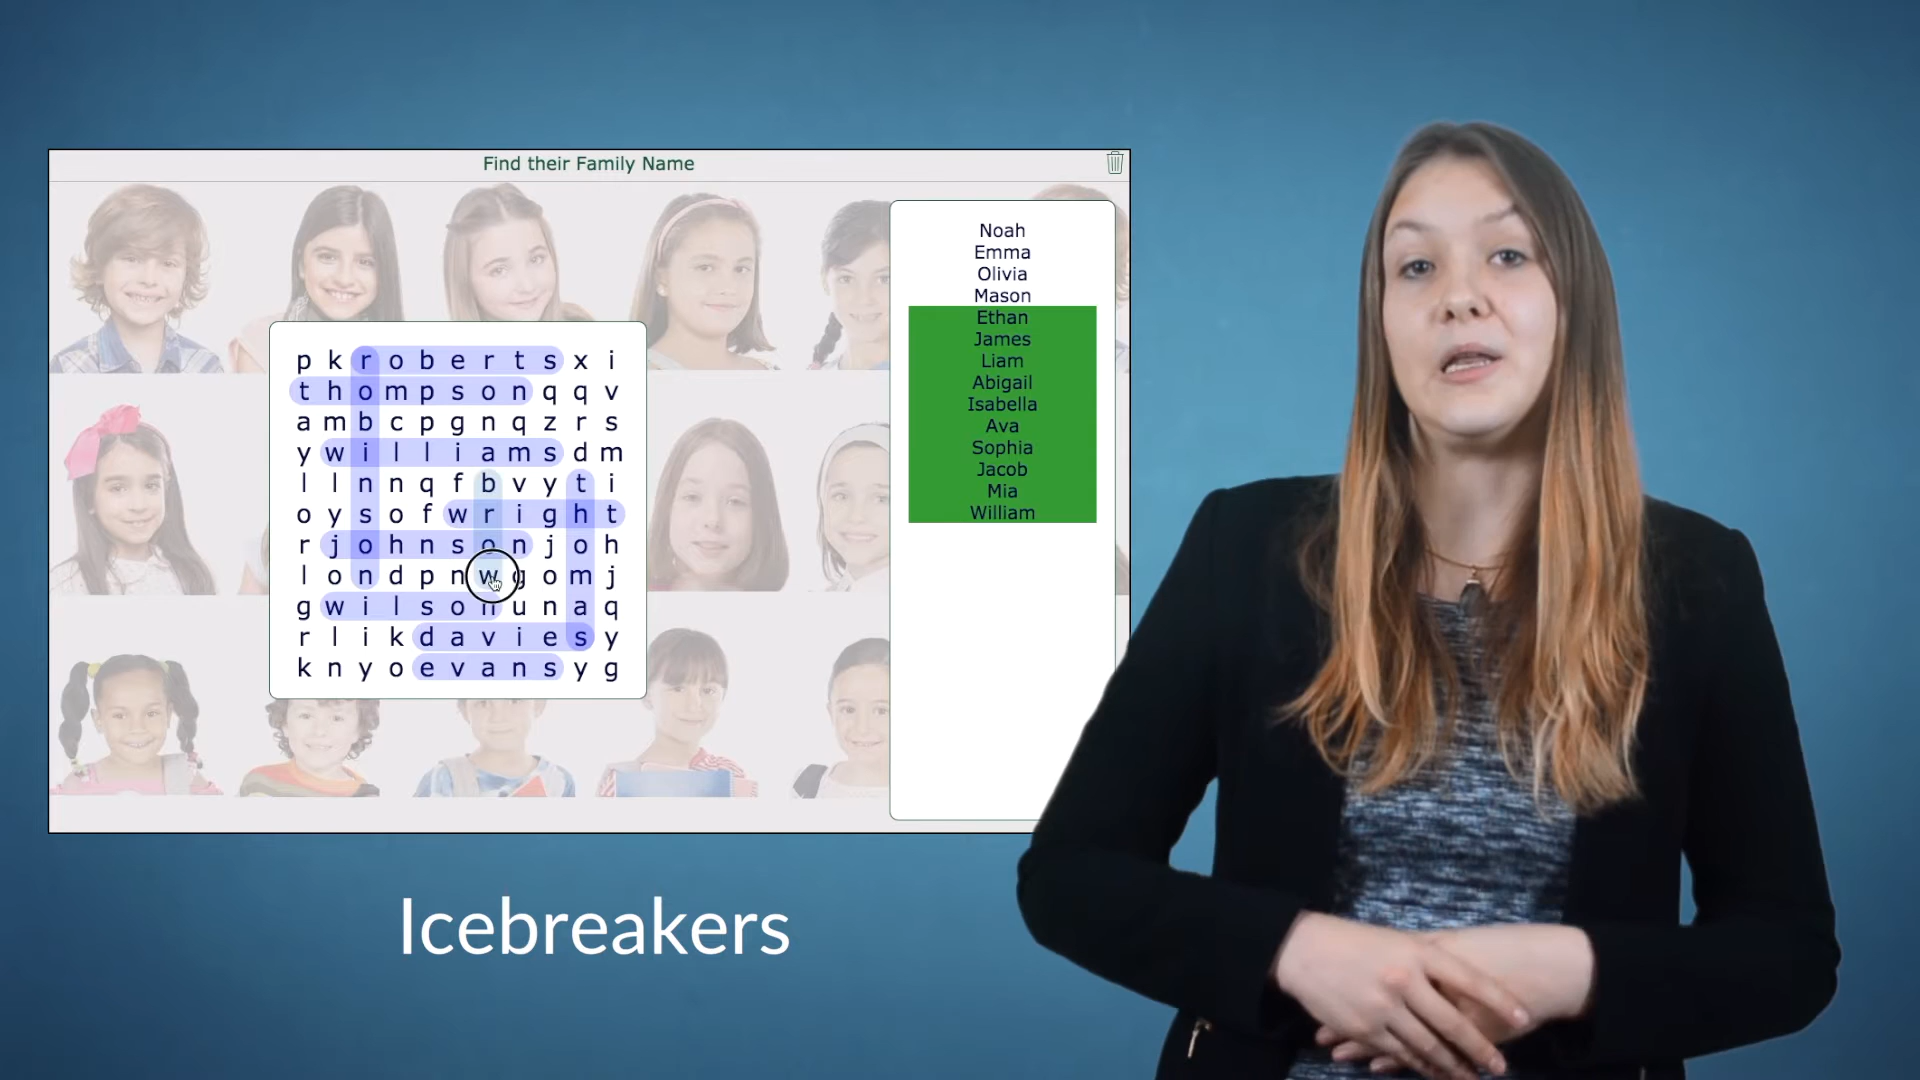 Find their Family Name
p k r o b e r t s x i
t h o m p s o n q q v
a m b c p g n q z r s
y w i l l i a m s d m
l l n n q f b v y t i
o y s o f w r i g h t
r j o h n s o n j o h
l o n d p n w g o m j
g w i l s o n u n a q
r l i k d a v i e s y
k n y o e v a n s y g
Noah
Emma
Olivia
Mason
Ethan
James
Liam
Abigail
Isabella
Ava
Sophia
Jacob
Mia
William
Icebreakers